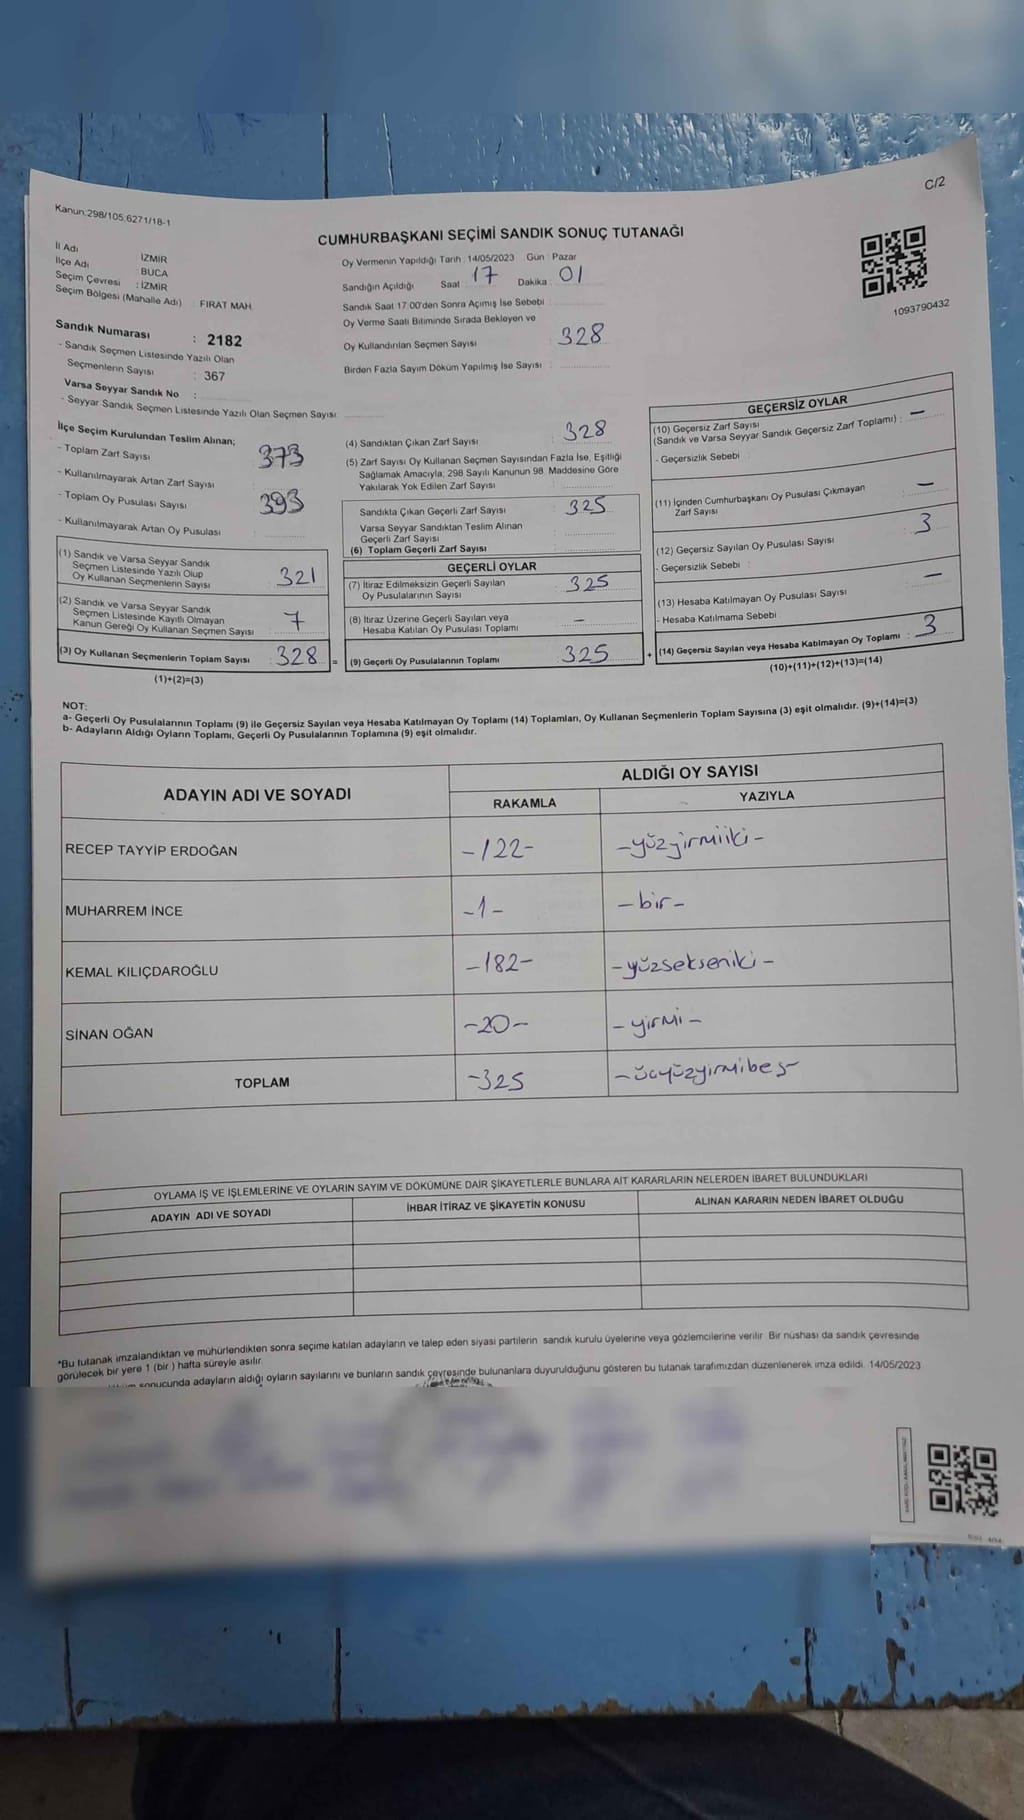 C/2
Kanun:298/105 6271/18-1
CUMHURBAŞKANI SEÇİMİ SANDIK SONUÇ TUTANAĞI
1093790432
İl Adı İZMİR
İlçe Adı : BUCA
Seçim Çevresi : İZMİR
Seçim Bölgesi (Mahalle Adı) : FIRAT MAH.
Sandık Numarası : 2182
- Sandık Seçmen Listesinde Yazılı Olan
Seçmenlerin Sayısı : 367
Varsa Seyyar Sandık No :
- Seyyar Sandık Seçmen Listesinde Yazılı Olan Seçmen Sayısı
Oy Vermenin Yapıldığı Tarih : 14/05/2023 Gün : Pazar
Sandığın Açıldığı Saat 17 Dakika : 01
Sandık Saat 17:00'den Sonra Açımış İse Sebebi
Oy Verme Saati Bitiminde Sırada Bekleyen ve
Oy Kullandırılan Seçmen Sayısı : 328
Birden Fazla Sayım Döküm Yapılmış İse Sayısı :
İlçe Seçim Kurulundan Teslim Alınan;
- Toplam Zarf Sayısı 373
- Kullanılmayarak Artan Zarf Sayısı
- Toplam Oy Pusulası Sayısı 393
- Kullanılmayarak Artan Oy Pusulası
(1) Sandık ve Varsa Seyyar Sandık
Seçmen Listesinde Yazılı Olup
Oy Kullanan Seçmenlerin Sayısı : 321
(2) Sandık ve Varsa Seyyar Sandık
Seçmen Listesinde Kayıtlı Olmayan
Kanun Gereği Oy Kullanan Seçmen Sayısı : 7
(3) Oy Kullanan Seçmenlerin Toplam Sayısı : 328 =
(1)+(2)=(3)
(4) Sandıktan Çıkan Zarf Sayısı : 328
(5) Zarf Sayısı Oy Kullanan Seçmen Sayısından Fazla İse, Eşitliği
Sağlamak Amacıyla; 298 Sayılı Kanunun 98. Maddesine Göre
Yakılarak Yok Edilen Zarf Sayısı
Sandıkta Çıkan Geçerli Zarf Sayısı : 325
Varsa Seyyar Sandıktan Teslim Alınan
Geçerli Zarf Sayısı
(6) Toplam Geçerli Zarf Sayısı
GEÇERLİ OYLAR
(7) İtiraz Edilmeksizin Geçerli Sayılan
Oy Pusulalarının Sayısı : 325
(8) İtiraz Üzerine Geçerli Sayılan veya
Hesaba Katılan Oy Pusulası Toplamı : -
(9) Geçerli Oy Pusulalarının Toplamı : 325 +
GEÇERSİZ OYLAR
(10) Geçersiz Zarf Sayısı
(Sandık ve Varsa Seyyar Sandık Geçersiz Zarf Toplamı) : -
- Geçersizlik Sebebi :
(11) İçinden Cumhurbaşkanı Oy Pusulası Çıkmayan
Zarf Sayısı : -
(12) Geçersiz Sayılan Oy Pusulası Sayısı : 3
- Geçersizlik Sebebi :
(13) Hesaba Katılmayan Oy Pusulası Sayısı -
- Hesaba Katılmama Sebebi :
(14) Geçersiz Sayılan veya Hesaba Katılmayan Oy Toplamı : 3
(10)+(11)+(12)+(13)=(14)
NOT:
a- Geçerli Oy Pusulalarının Toplamı (9) ile Geçersiz Sayılan veya Hesaba Katılmayan Oy Toplamı (14) Toplamları, Oy Kullanan Seçmenlerin Toplam Sayısına (3) eşit olmalıdır. (9)+(14)=(3)
b- Adayların Aldığı Oyların Toplamı, Geçerli Oy Pusulalarının Toplamına (9) eşit olmalıdır.
ADAYIN ADI VE SOYADI ALDIĞI OY SAYISI
RAKAMLA YAZIYLA
RECEP TAYYİP ERDOĞAN -122- -yüzyirmiiki-
MUHARREM İNCE -1- -bir-
KEMAL KILIÇDAROĞLU -182- -yüzsekseniki-
SİNAN OĞAN -20- -yirmi-
TOPLAM -325 -üçyüzyirmibeş-
OYLAMA İŞ VE İŞLEMLERİNE VE OYLARIN SAYIM VE DÖKÜMÜNE DAİR ŞİKAYETLERLE BUNLARA AİT KARARLARIN NELERDEN İBARET BULUNDUKLARI
ADAYIN ADI VE SOYADI İHBAR İTİRAZ VE ŞİKAYETİN KONUSU ALINAN KARARIN NEDEN İBARET OLDUĞU
*Bu tutanak imzalandıktan ve mühürlendikten sonra seçime katılan adayların ve talep eden siyasi partilerin sandık kurulu üyelerine veya gözlemcilerine verilir. Bir nüshası da sandık çevresinde
görülecek bir yere 1 (bir ) hafta süreyle asılır.
sonucunda adayların aldığı oyların sayılarını ve bunların sandık çevresinde bulunanlara duyurulduğunu gösteren bu tutanak tarafımızdan düzenlenerek imza edildi. 14/05/2023